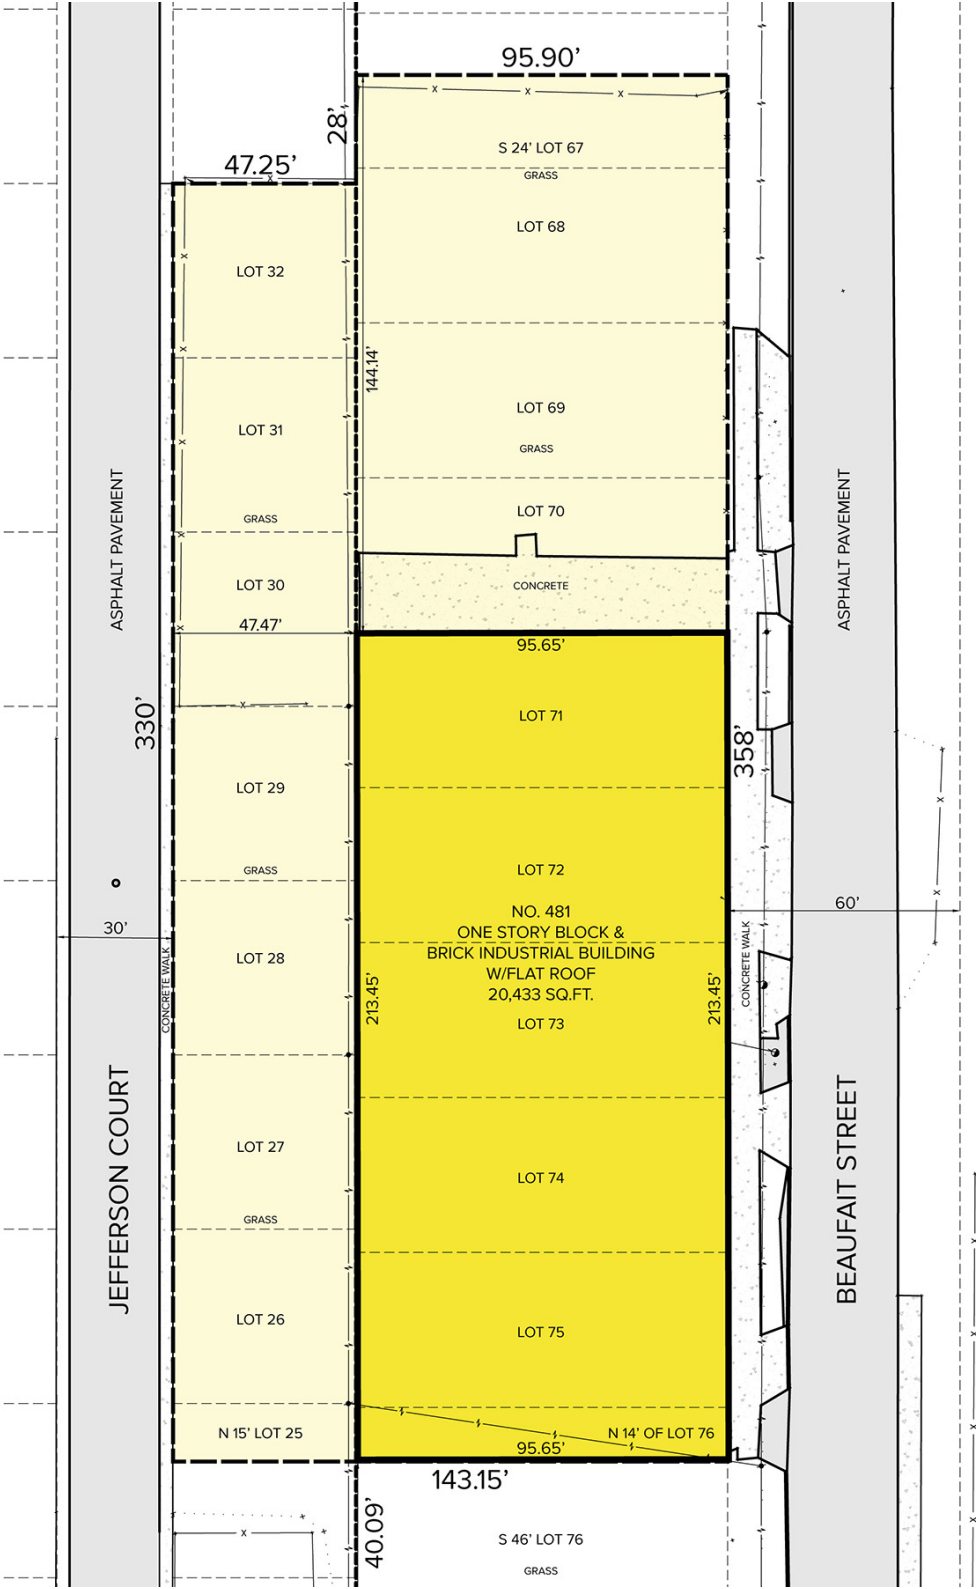 95.90’
28’
S 24’ LOT 67
GRASS
47.25’
LOT 68
LOT 32
144.14’
LOT 69
LOT 31
GRASS
LOT 70
GRASS
ASPHALT PAVEMENT
ASPHALT PAVEMENT
LOT 30
CONCRETE
47.47’
95.65’
330’
LOT 71
358’
LOT 29
GRASS
LOT 72
NO. 481
ONE STORY BLOCK &
BRICK INDUSTRIAL BUILDING
W/FLAT ROOF
20,433 SQ.FT.
60’
30’
LOT 28
CONCRETE WALK
CONCRETE WALK
213.45’
213.45’
LOT 73
LOT 27
LOT 74
GRASS
JEFFERSON COURT
BEAUFAIT STREET
LOT 26
LOT 75
N 15’ LOT 25
N 14’ OF LOT 76
95.65’
143.15’
40.09’
S 46’ LOT 76
GRASS